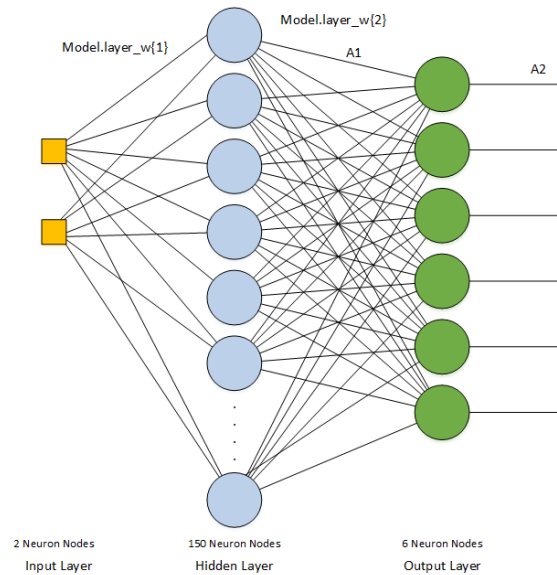 Model.layer_w{2}
Model.layer_w{1}
A1
A2
2 Neuron Nodes
150 Neuron Nodes
6 Neuron Nodes
Input Layer
Hidden Layer
Output Layer